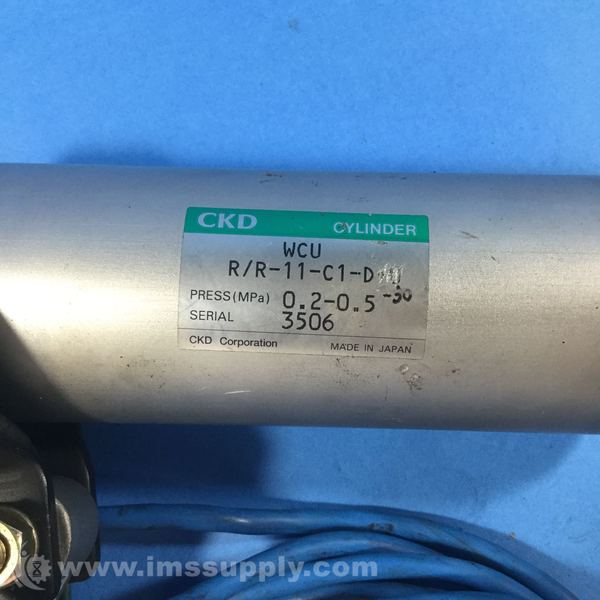 CKD CYLINDER
WCU
R/R-11-C1-D
PRESS(MPa) 0.2-0.5 -30
SERIAL 3506
CKD Corporation MADE IN JAPAN
www.imssupply.com